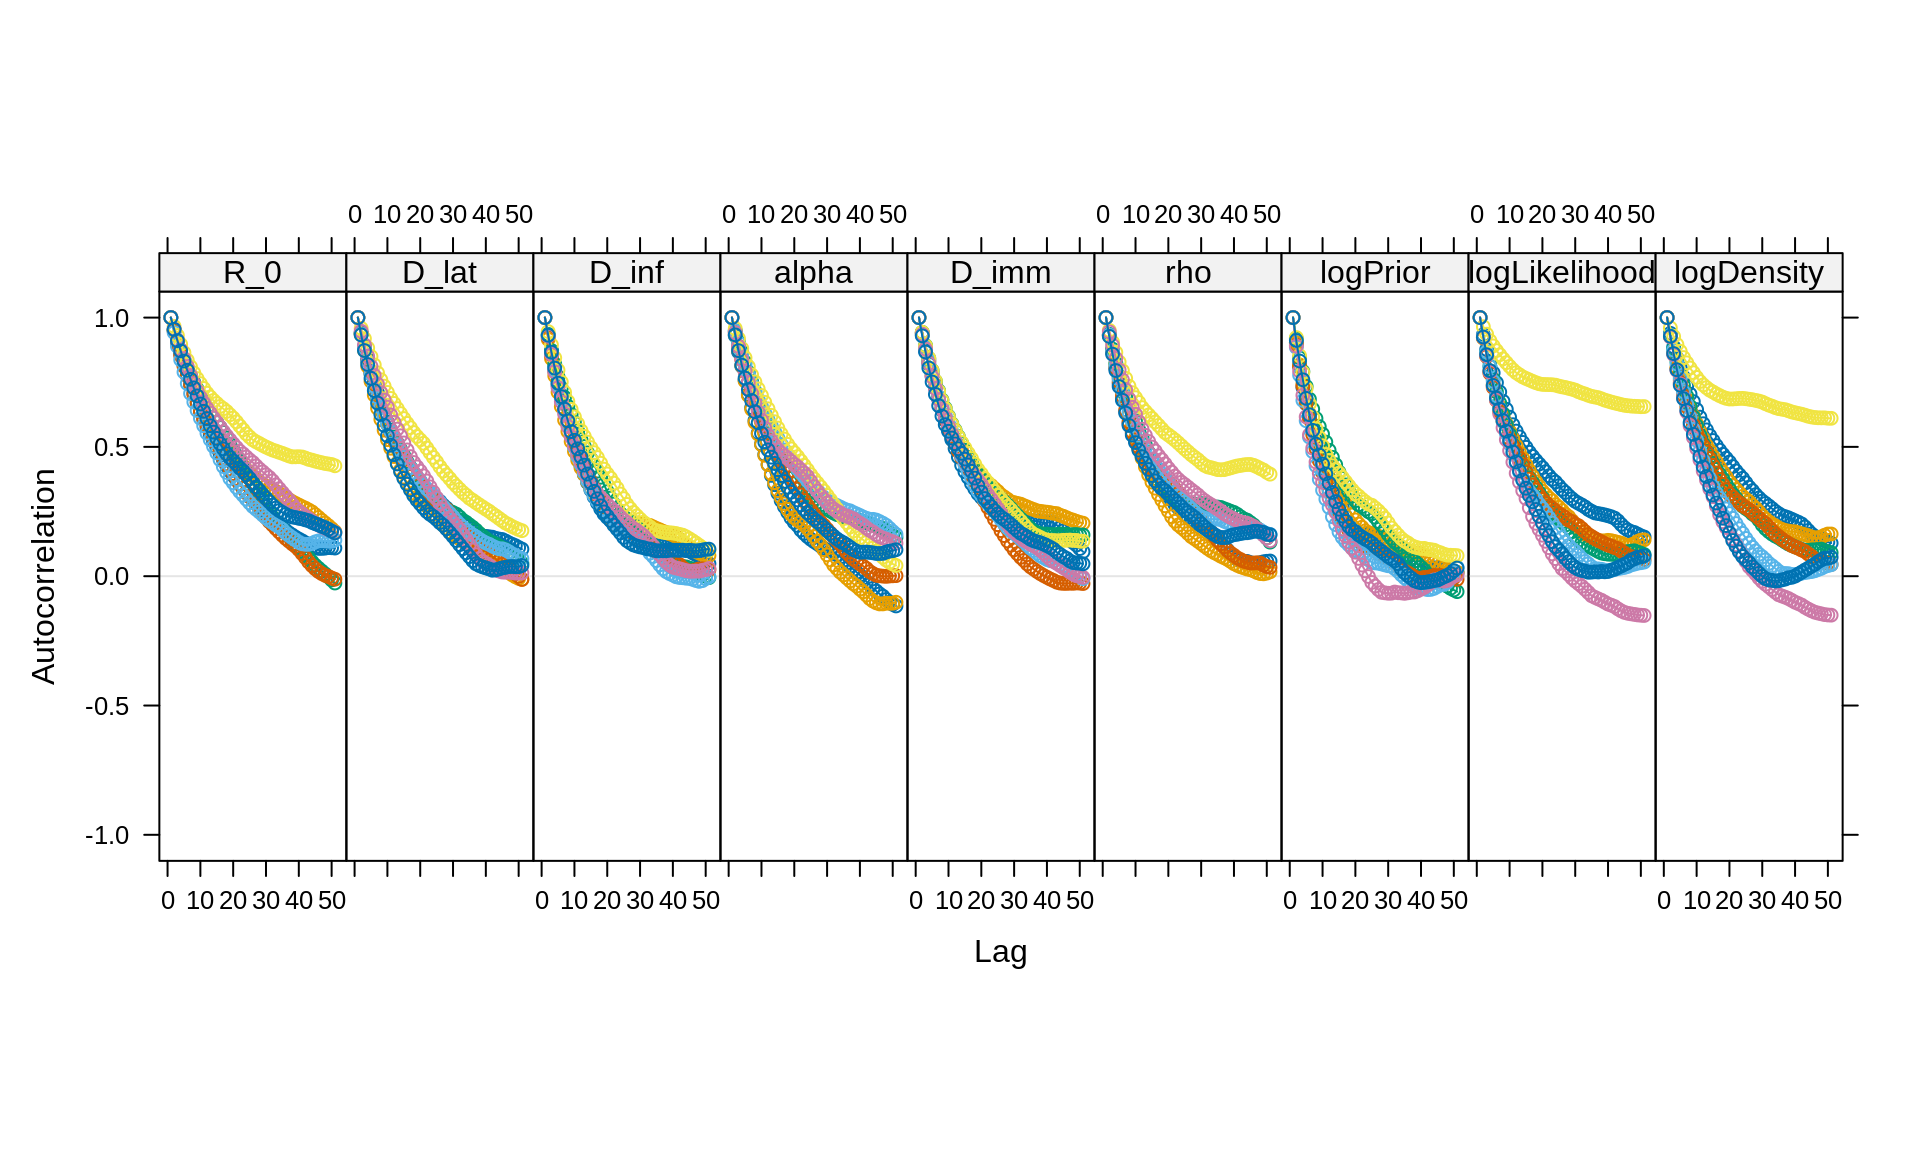 0 10 20 30 40 50 0 10 20 30 40 50 0 10 20 30 40 50 0 10 20 30 40 50
R_0 D_lat D_inf alpha D_imm rho logPrior logLikelihood logDensity
1.0
0.5
0.0
-0.5
-1.0
Autocorrelation
0 10 20 30 40 50 0 10 20 30 40 50 0 10 20 30 40 50 0 10 20 30 40 50 0 10 20 30 40 50
Lag